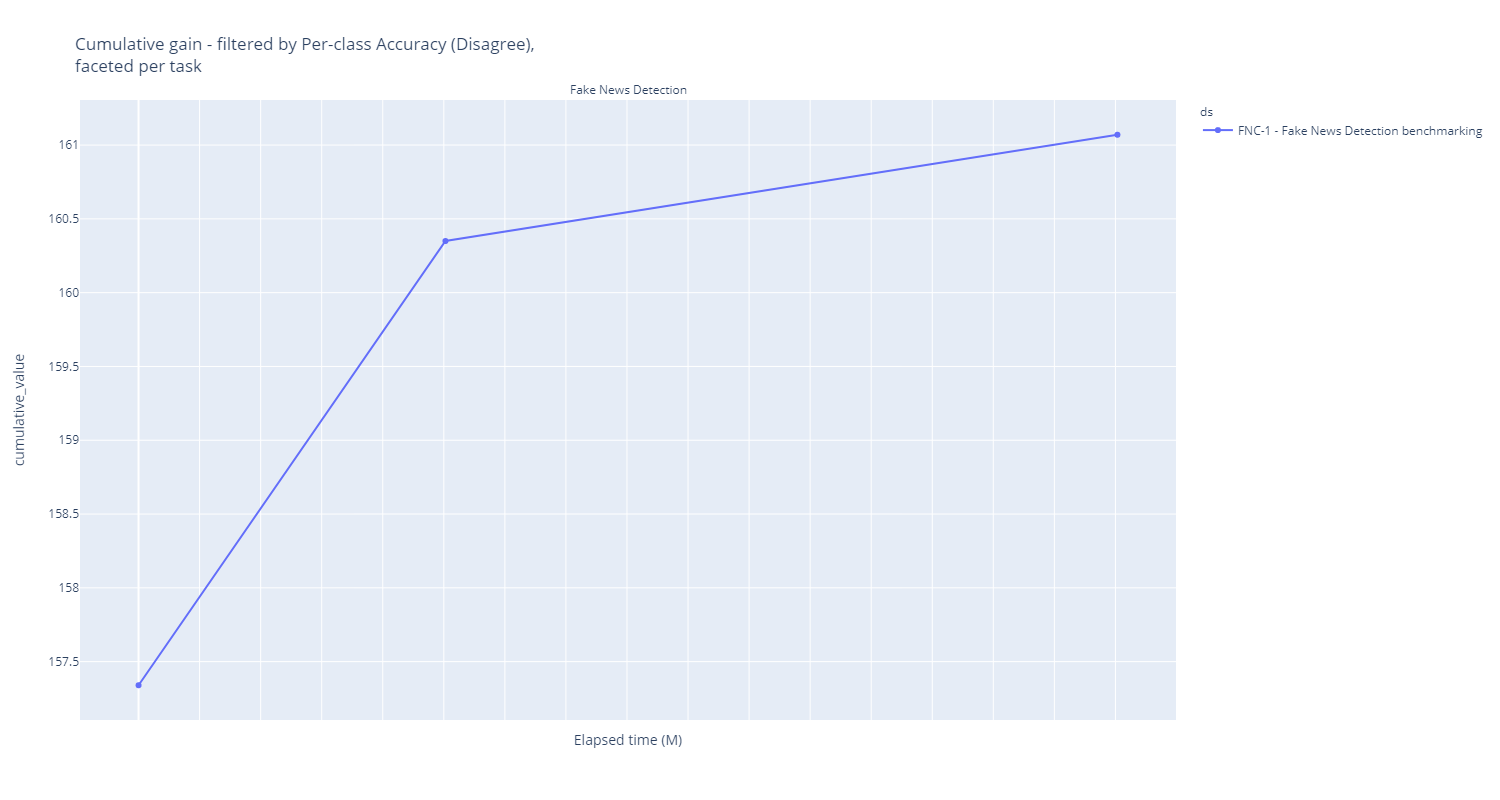 Cumulative gain - filtered by Per-class Accuracy (Disagree),
faceted per task
Fake News Detection
ds
FNC-1 - Fake News Detection benchmarking
161
160.5
160
159.5
159
158.5
158
157.5
cumulative_value
Elapsed time (M)